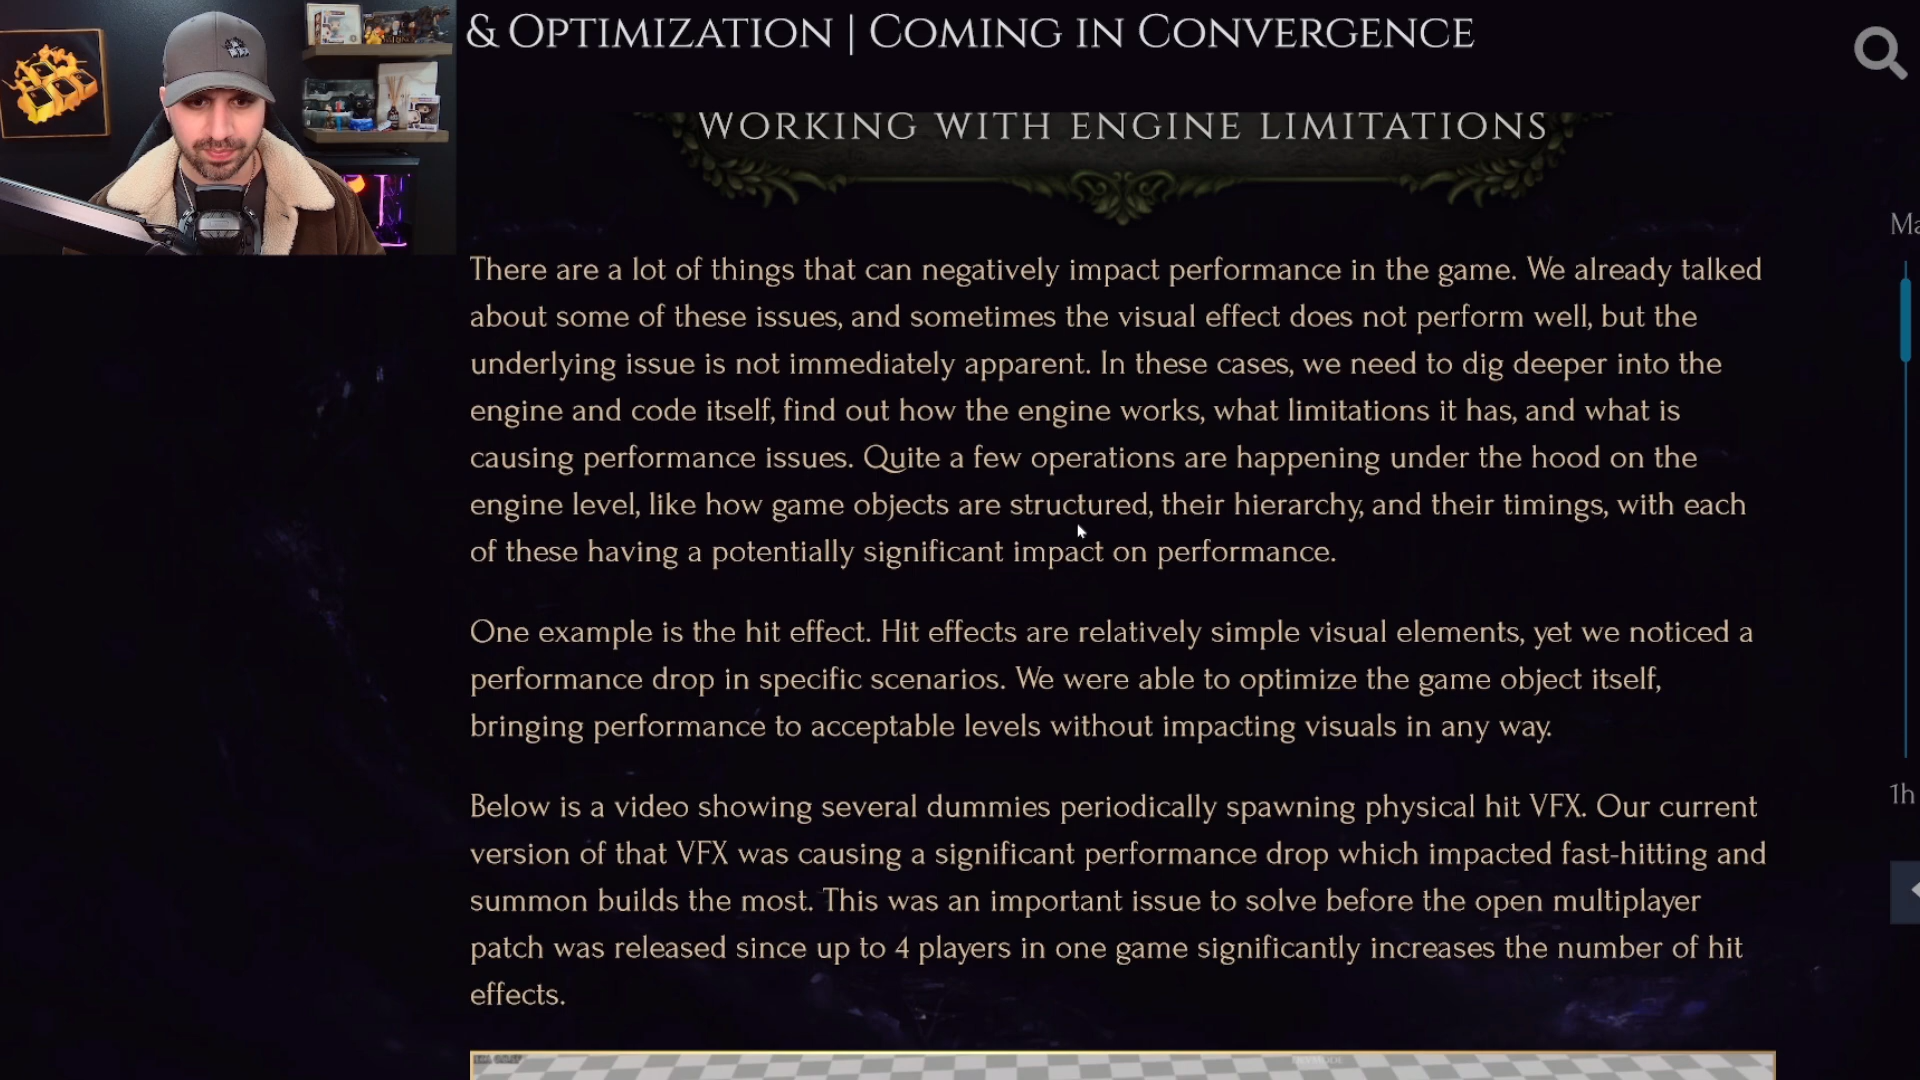 & OPTIMIZATION | COMING IN CONVERGENCE
WORKING WITH ENGINE LIMITATIONS
Ma
There are a lot of things that can negatively impact performance in the game. We already talked
about some of these issues, and sometimes the visual effect does not perform well, but the
underlying issue is not immediately apparent. In these cases, we need to dig deeper into the
engine and code itself, find out how the engine works, what limitations it has, and what is
causing performance issues. Quite a few operations are happening under the hood on the
engine level, like how game objects are structured, their hierarchy, and their timings, with each
of these having a potentially significant impact on performance.
One example is the hit effect. Hit effects are relatively simple visual elements, yet we noticed a
performance drop in specific scenarios. We were able to optimize the game object itself,
bringing performance to acceptable levels without impacting visuals in any way.
Below is a video showing several dummies periodically spawning physical hit VFX. Our current
version of that VFX was causing a significant performance drop which impacted fast-hitting and
summon builds the most. This was an important issue to solve before the open multiplayer
patch was released since up to 4 players in one game significantly increases the number of hit
effects.
1h